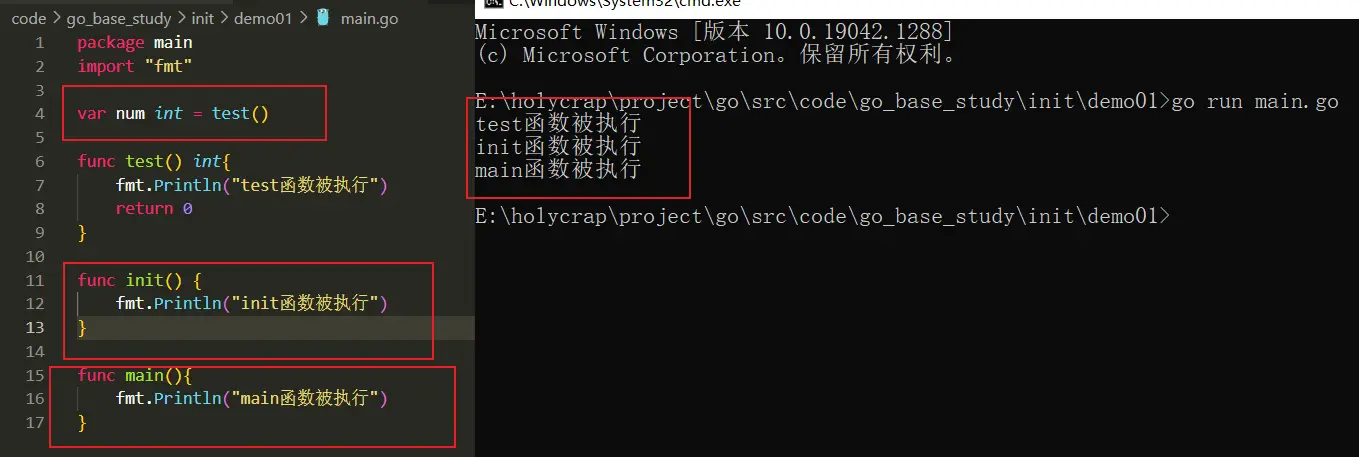 code > go_base_study > init > demo01 > main.go
1 package main
2 import "fmt"
3
4 var num int = test()
5
6 func test() int{
7 fmt.Println("test函数被执行")
8 return 0
9 }
10
11 func init() {
12 fmt.Println("init函数被执行")
13 }
14
15 func main(){
16 fmt.Println("main函数被执行")
17 }
C:\Windows\System32\cmd.exe
Microsoft Windows [版本 10.0.19042.1288]
(c) Microsoft Corporation。保留所有权利。
E:\holycrap\project\go\src\code\go_base_study\init\demo01>go run main.go
test函数被执行
init函数被执行
main函数被执行
E:\holycrap\project\go\src\code\go_base_study\init\demo01>